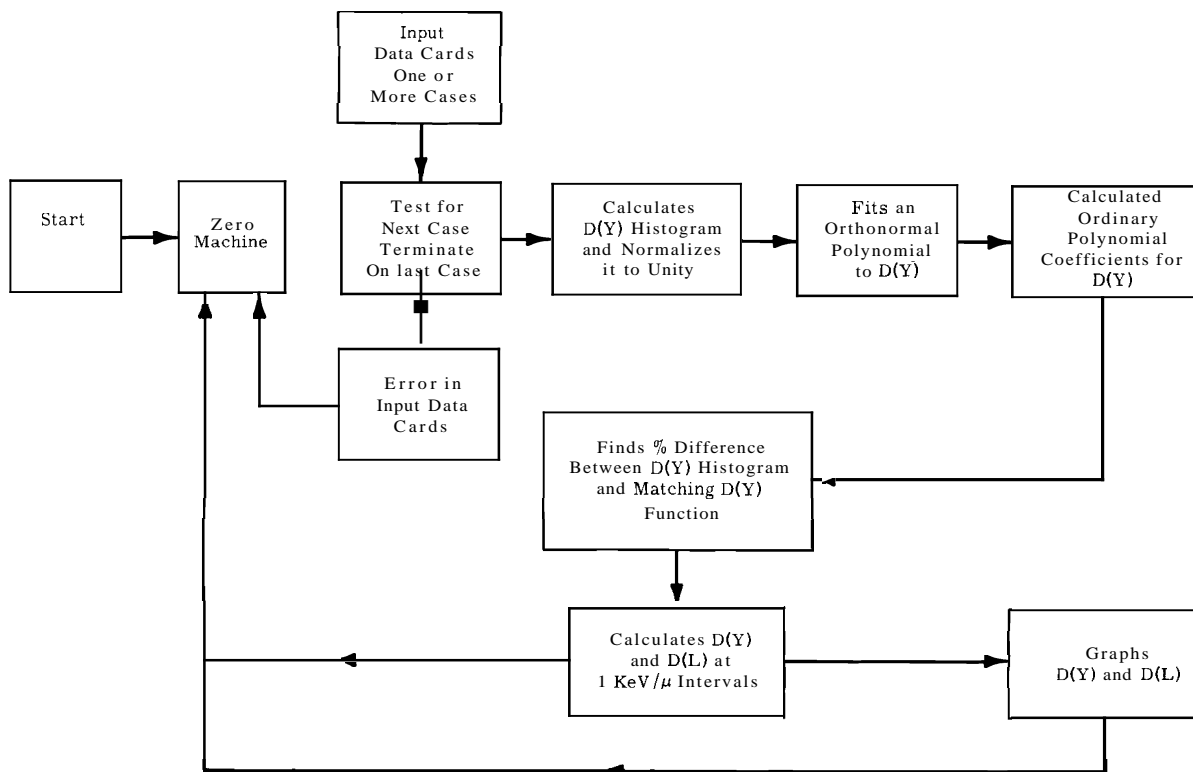 Input
Data Cards
One or
More Cases
Start
Zero
Machine
Test for
Next Case
Terminate
On last Case
Calculates
D(Y) Histogram
and Normalizes
it to Unity
Fits an
Orthonormal
Polynomial
to D(Y)
Calculated
Ordinary
Polynomial
Coefficients for
D(Y)
Error in
Input Data
Cards
Finds % Difference
Between D(Y) Histogram
and Matching D(Y)
Function
Calculates D(Y)
and D(L) at
1 KeV/μ Intervals
Graphs
D(Y) and D(L)